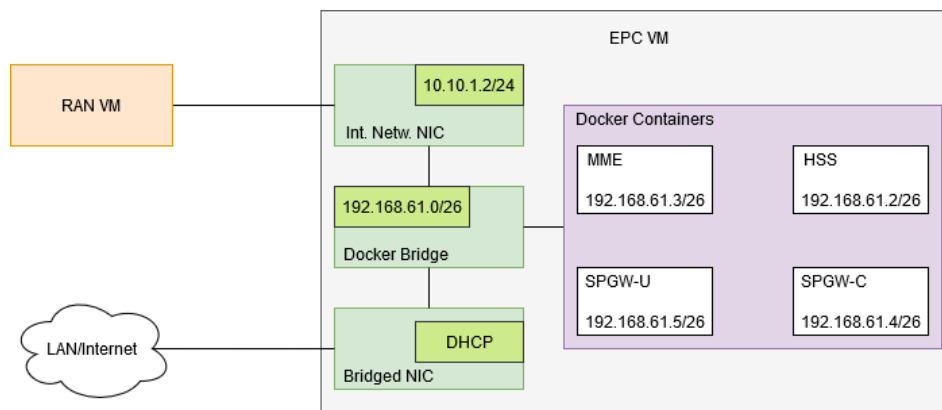 EPC VM
RAN VM
10.10.1.2/24
Int. Netw. NIC
192.168.61.0/26
Docker Bridge
LAN/Internet
DHCP
Bridged NIC
Docker Containers
MME
192.168.61.3/26
HSS
192.168.61.2/26
SPGW-U
192.168.61.5/26
SPGW-C
192.168.61.4/26